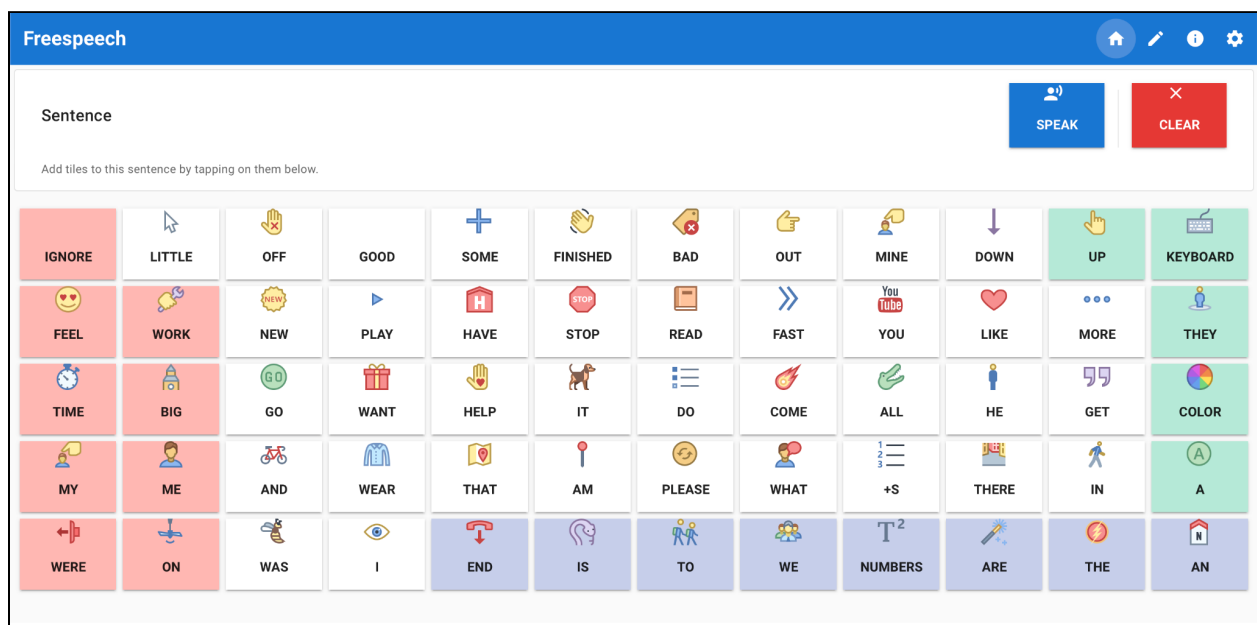 Freespeech
Sentence
SPEAK
CLEAR
Add tiles to this sentence by tapping on them below.
IGNORE LITTLE OFF GOOD SOME FINISHED BAD OUT MINE DOWN UP KEYBOARD
NEW STOP You Tube
FEEL WORK NEW PLAY HAVE STOP READ FAST YOU LIKE MORE THEY
H
GO
TIME BIG GO WANT HELP IT DO COME ALL HE GET COLOR
1 2 3 A
MY ME AND WEAR THAT AM PLEASE WHAT +S THERE IN A
T² N
WERE ON WAS I END IS TO WE NUMBERS ARE THE AN